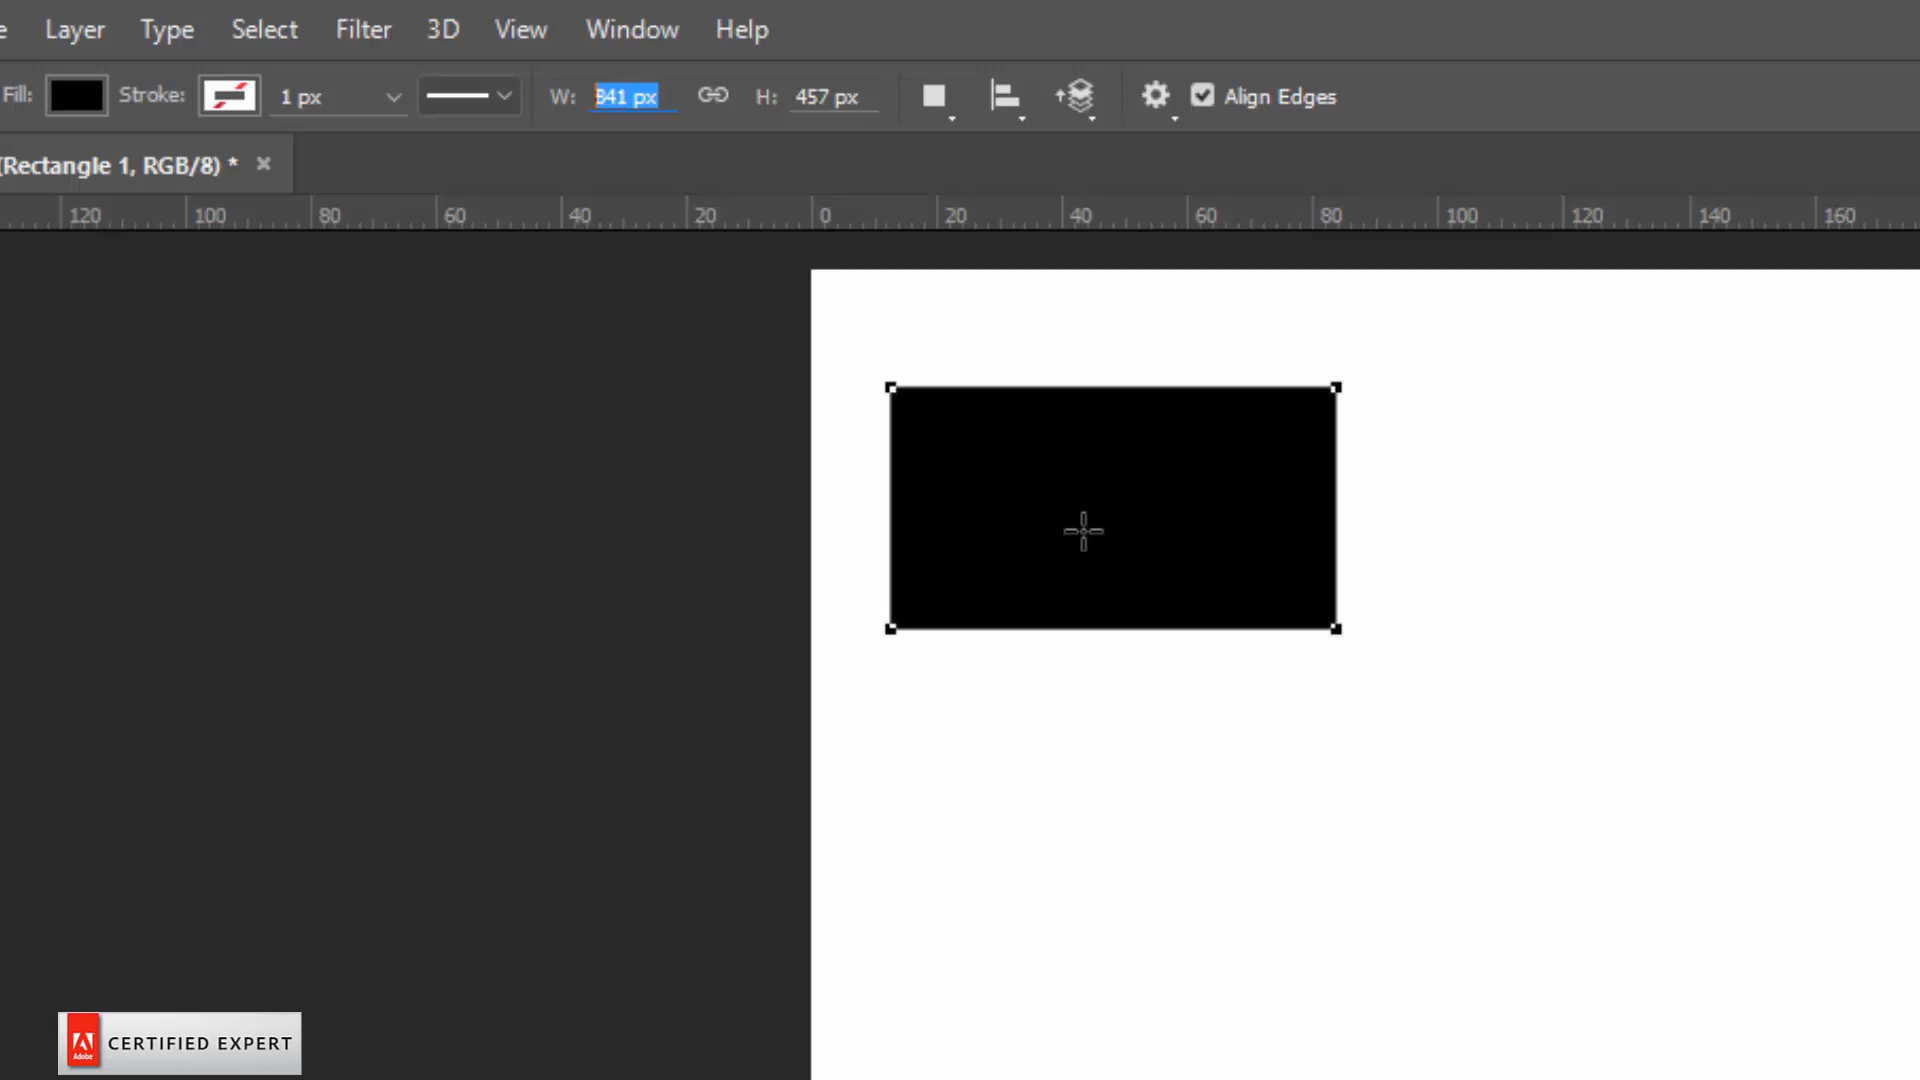 Layer Type Select Filter 3D View Window Help
Fill: Stroke: 1 px W: 841 px H: 457 px Align Edges
(Rectangle 1, RGB/8) * ×
120 100 80 60 40 20 0 20 40 60 80 100 120 140 160
Adobe CERTIFIED EXPERT